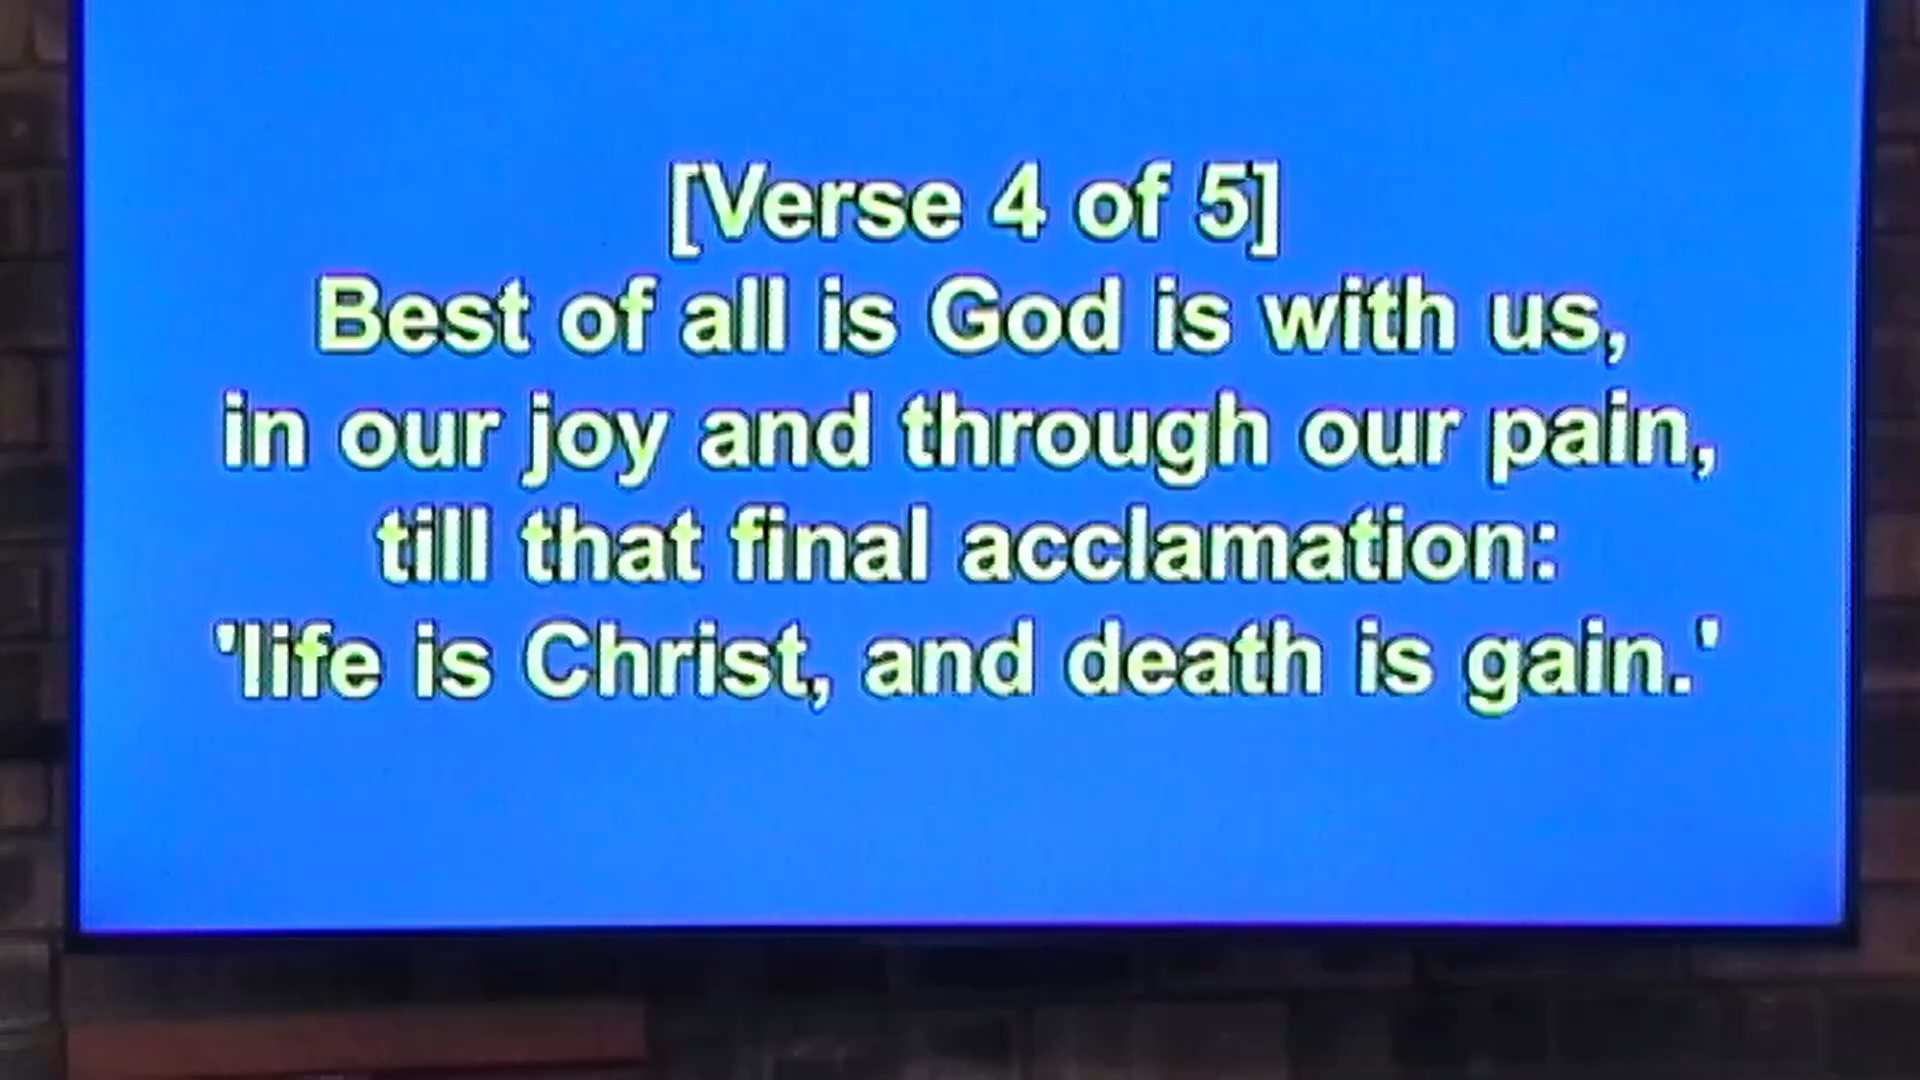 [Verse 4 of 5]
Best of all is God is with us,
in our joy and through our pain,
till that final acclamation:
'life is Christ, and death is gain.'